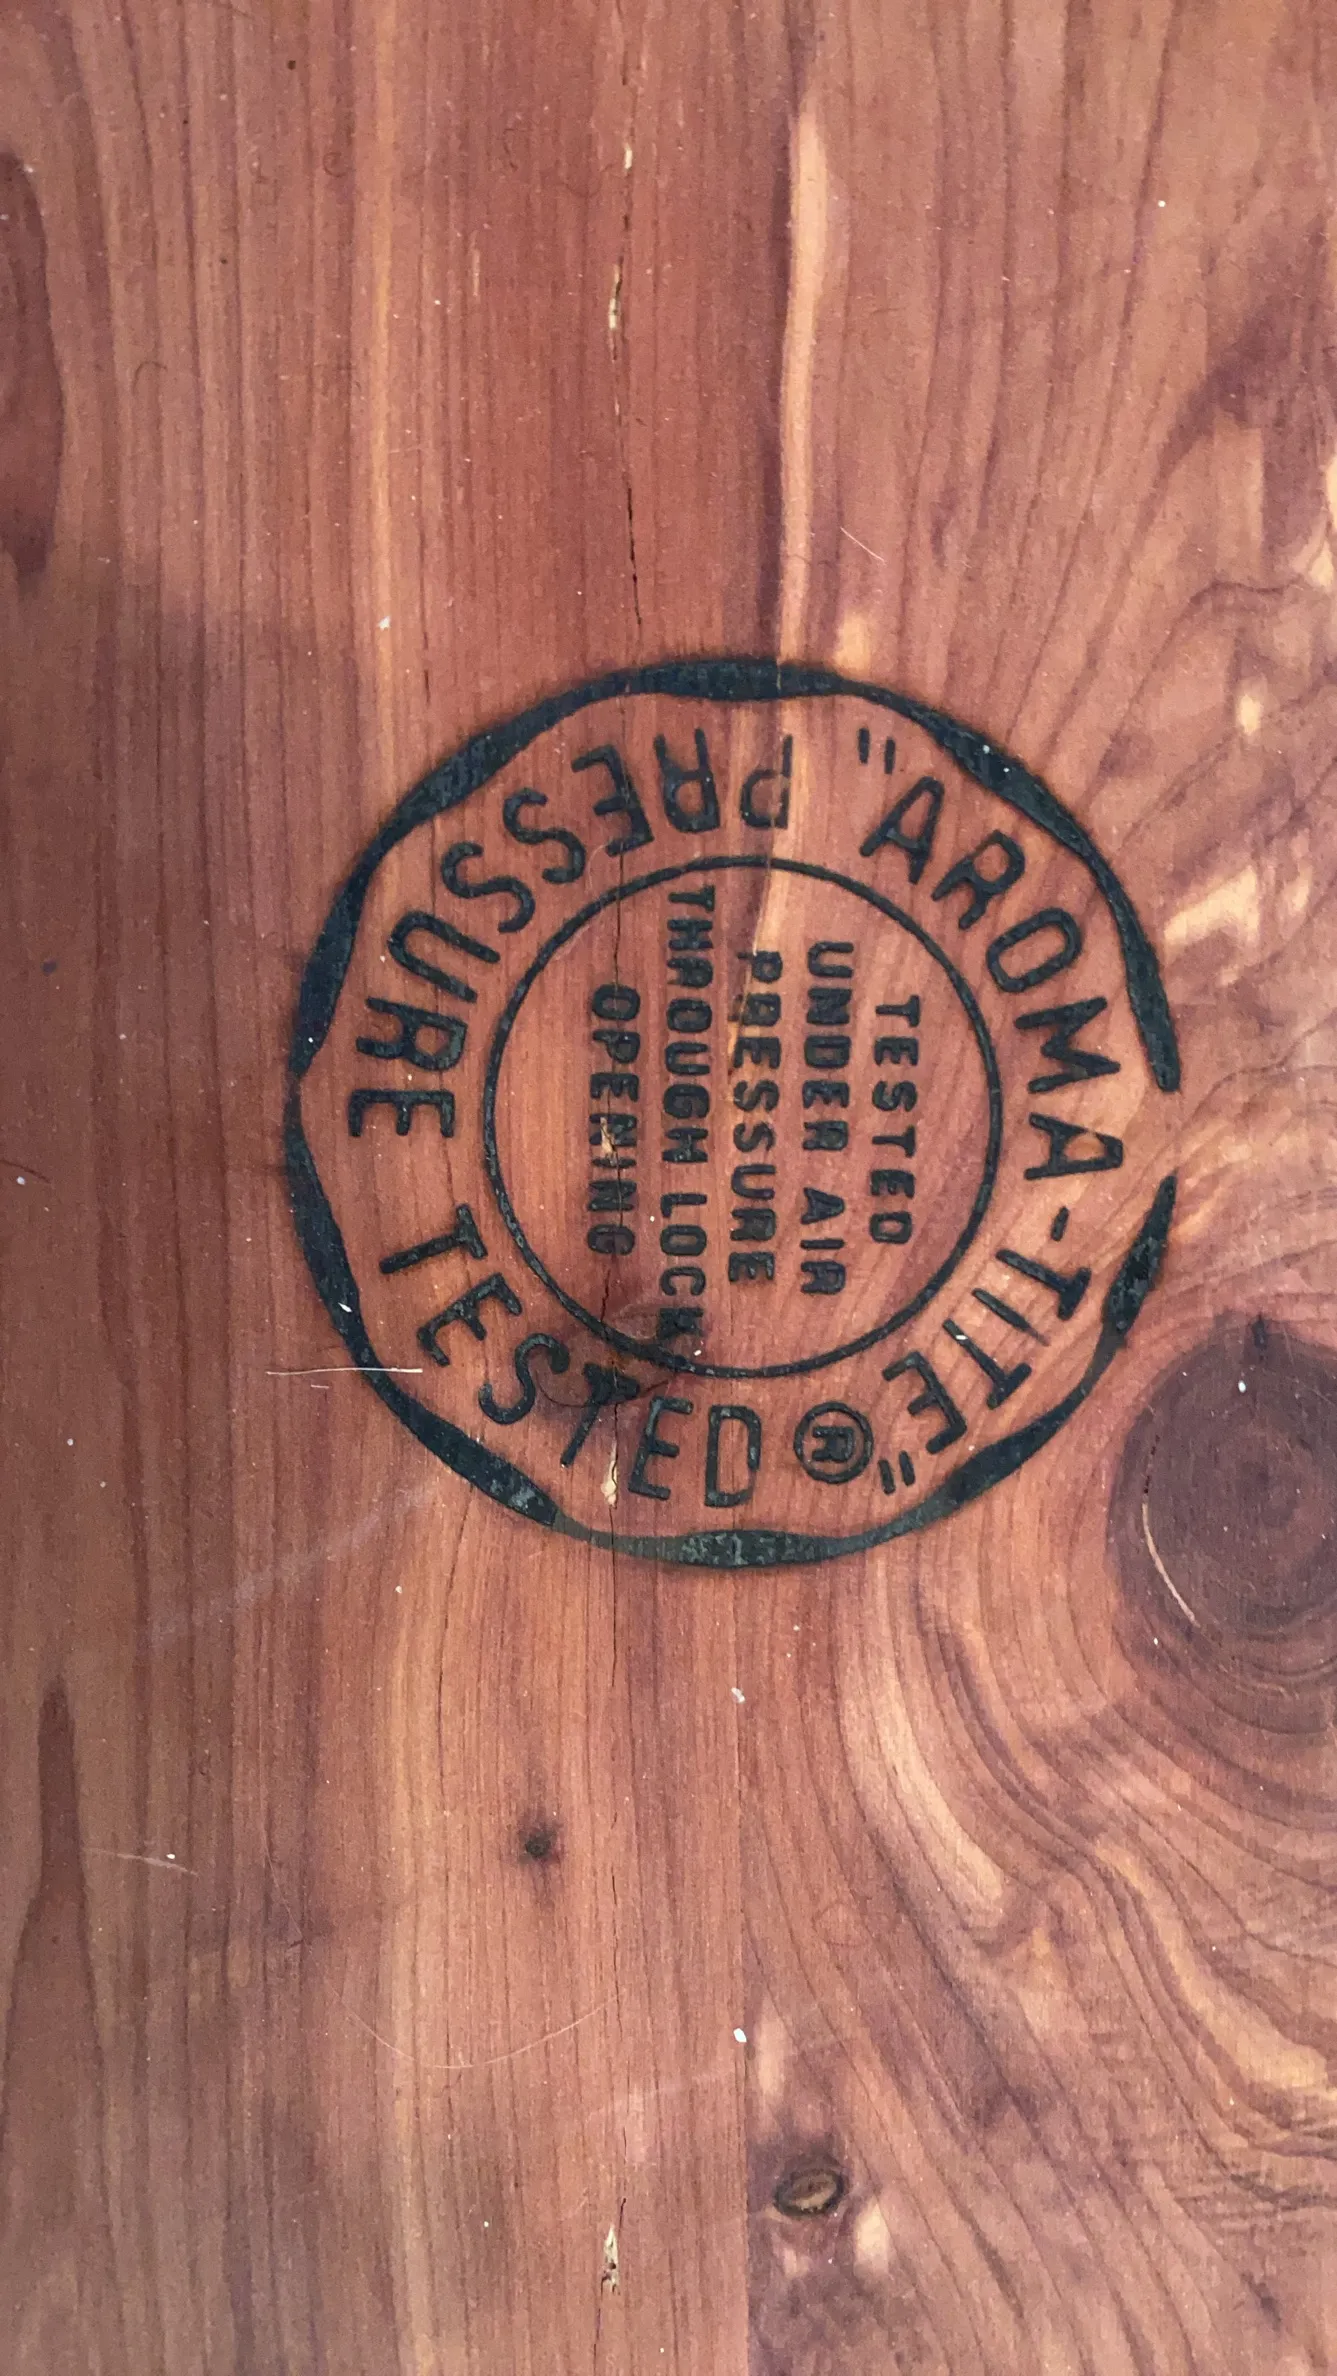 "AROMA-TITE"®
PRESSURE TESTED
TESTED
UNDER AIR
PRESSURE
THROUGH LOCK
OPENING